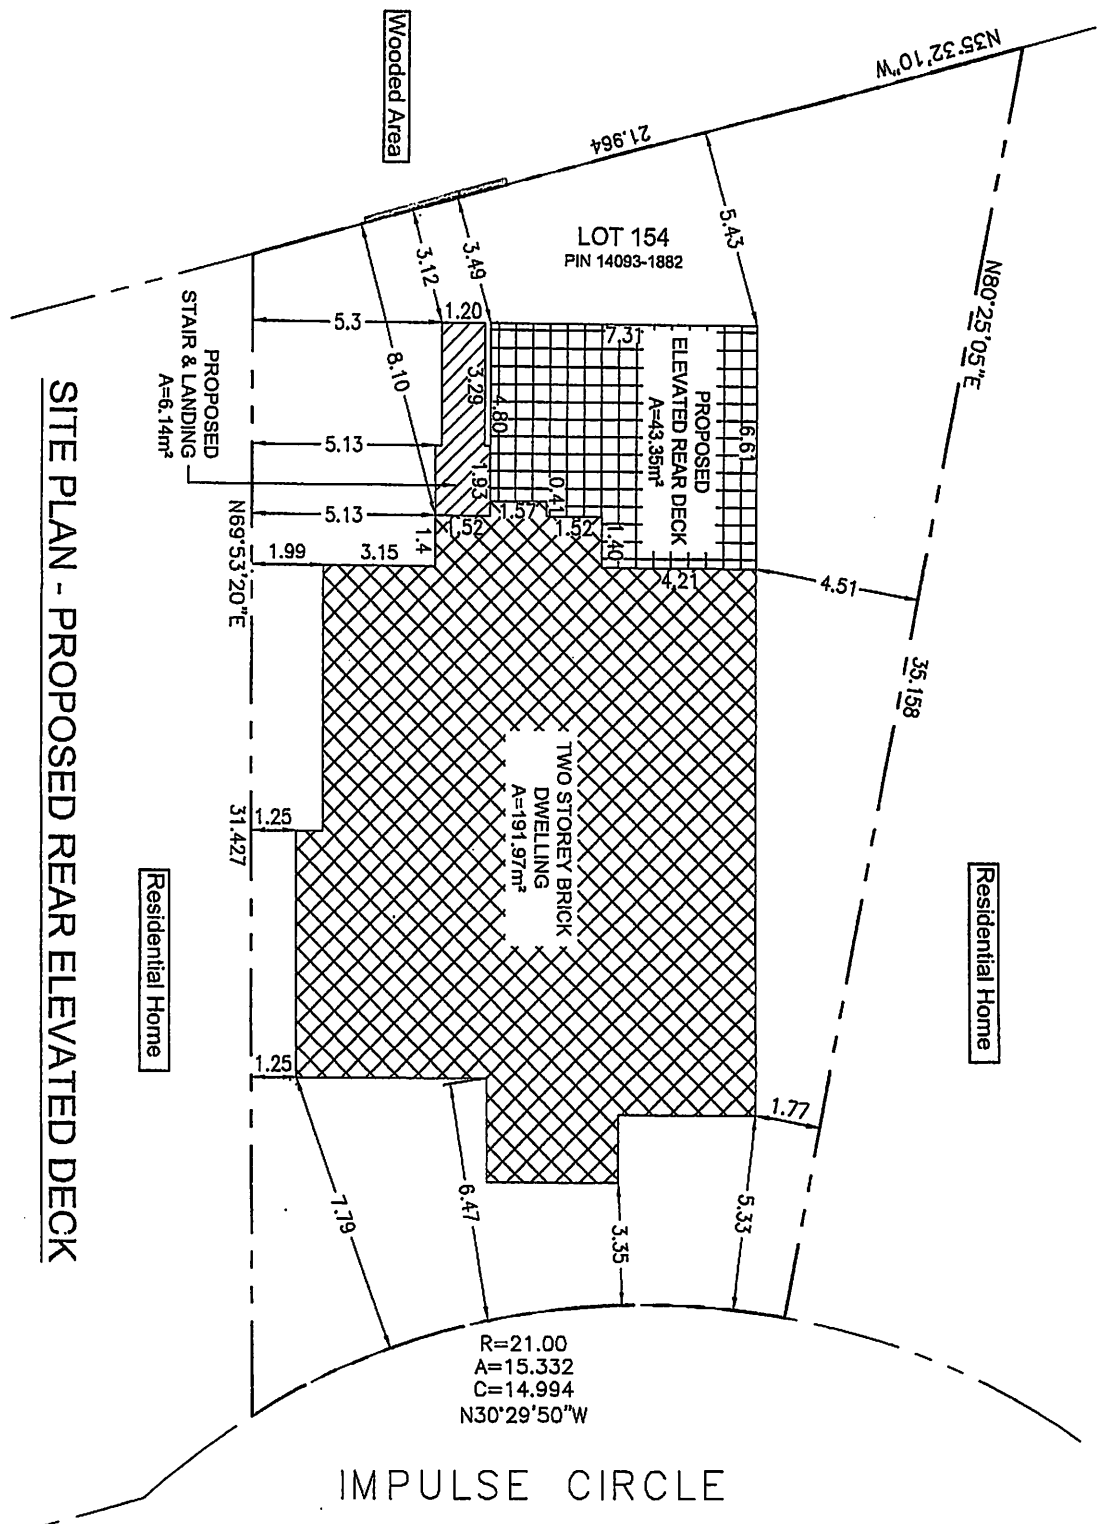 Wooded Area
N35°32'10"W
21.964
5.43
LOT 154
PIN 14093-1882
3.49
3.12
N80°25'05"E
5.3
1.20
8.10
PROPOSED
STAIR & LANDING
A=6.14m²
3.29
4.80
7.31
PROPOSED
ELEVATED REAR DECK
A=43.35m²
6.61
5.13
1.93
0.41
5.13
1.52
1.57
1.52
1.40
1.4
4.21
1.99
3.15
N69°53'20"E
4.51
35.158
TWO STOREY BRICK
DWELLING
A=191.97m²
1.25
31.427
Residential Home
Residential Home
1.25
1.77
7.79
6.47
3.35
5.33
R=21.00
A=15.332
C=14.994
N30°29'50"W
IMPULSE CIRCLE
SITE PLAN - PROPOSED REAR ELEVATED DECK